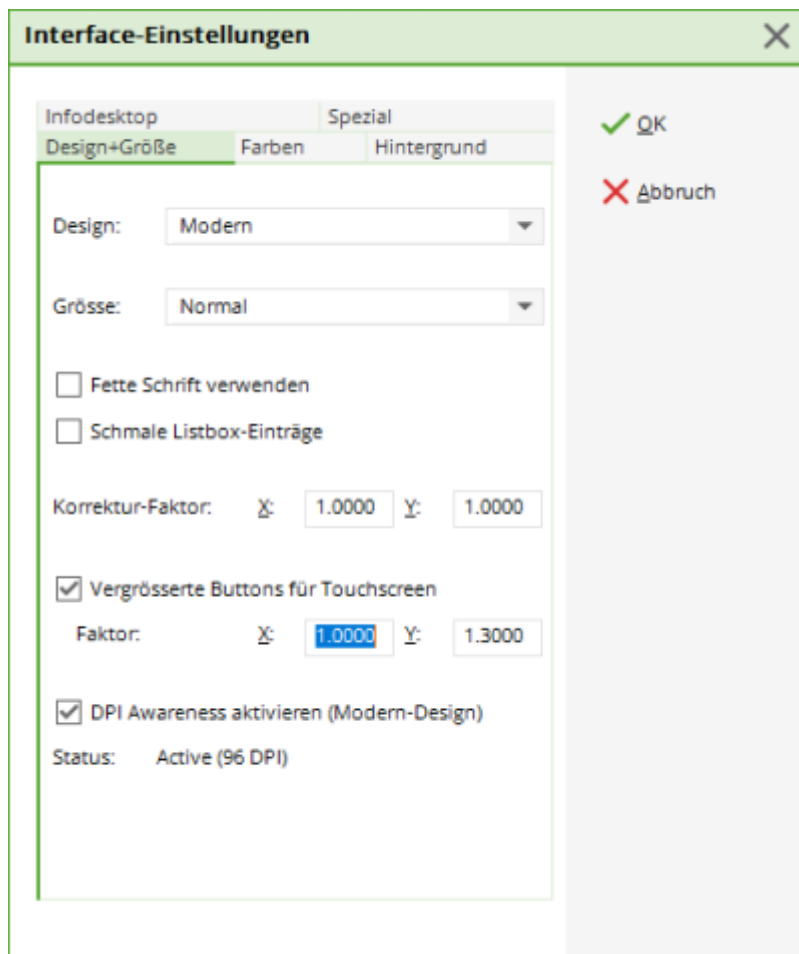 Interface-Einstellungen
Infodesktop Spezial
Design+Größe Farben Hintergrund
OK
Abbruch
Design: Modern
Grösse: Normal
Fette Schrift verwenden
Schmale Listbox-Einträge
Korrektur-Faktor: X: 1.0000 Y: 1.0000
Vergrösserte Buttons für Touchscreen
Faktor: X: 1.0000 Y: 1.3000
DPI Awareness aktivieren (Modern-Design)
Status: Active (96 DPI)